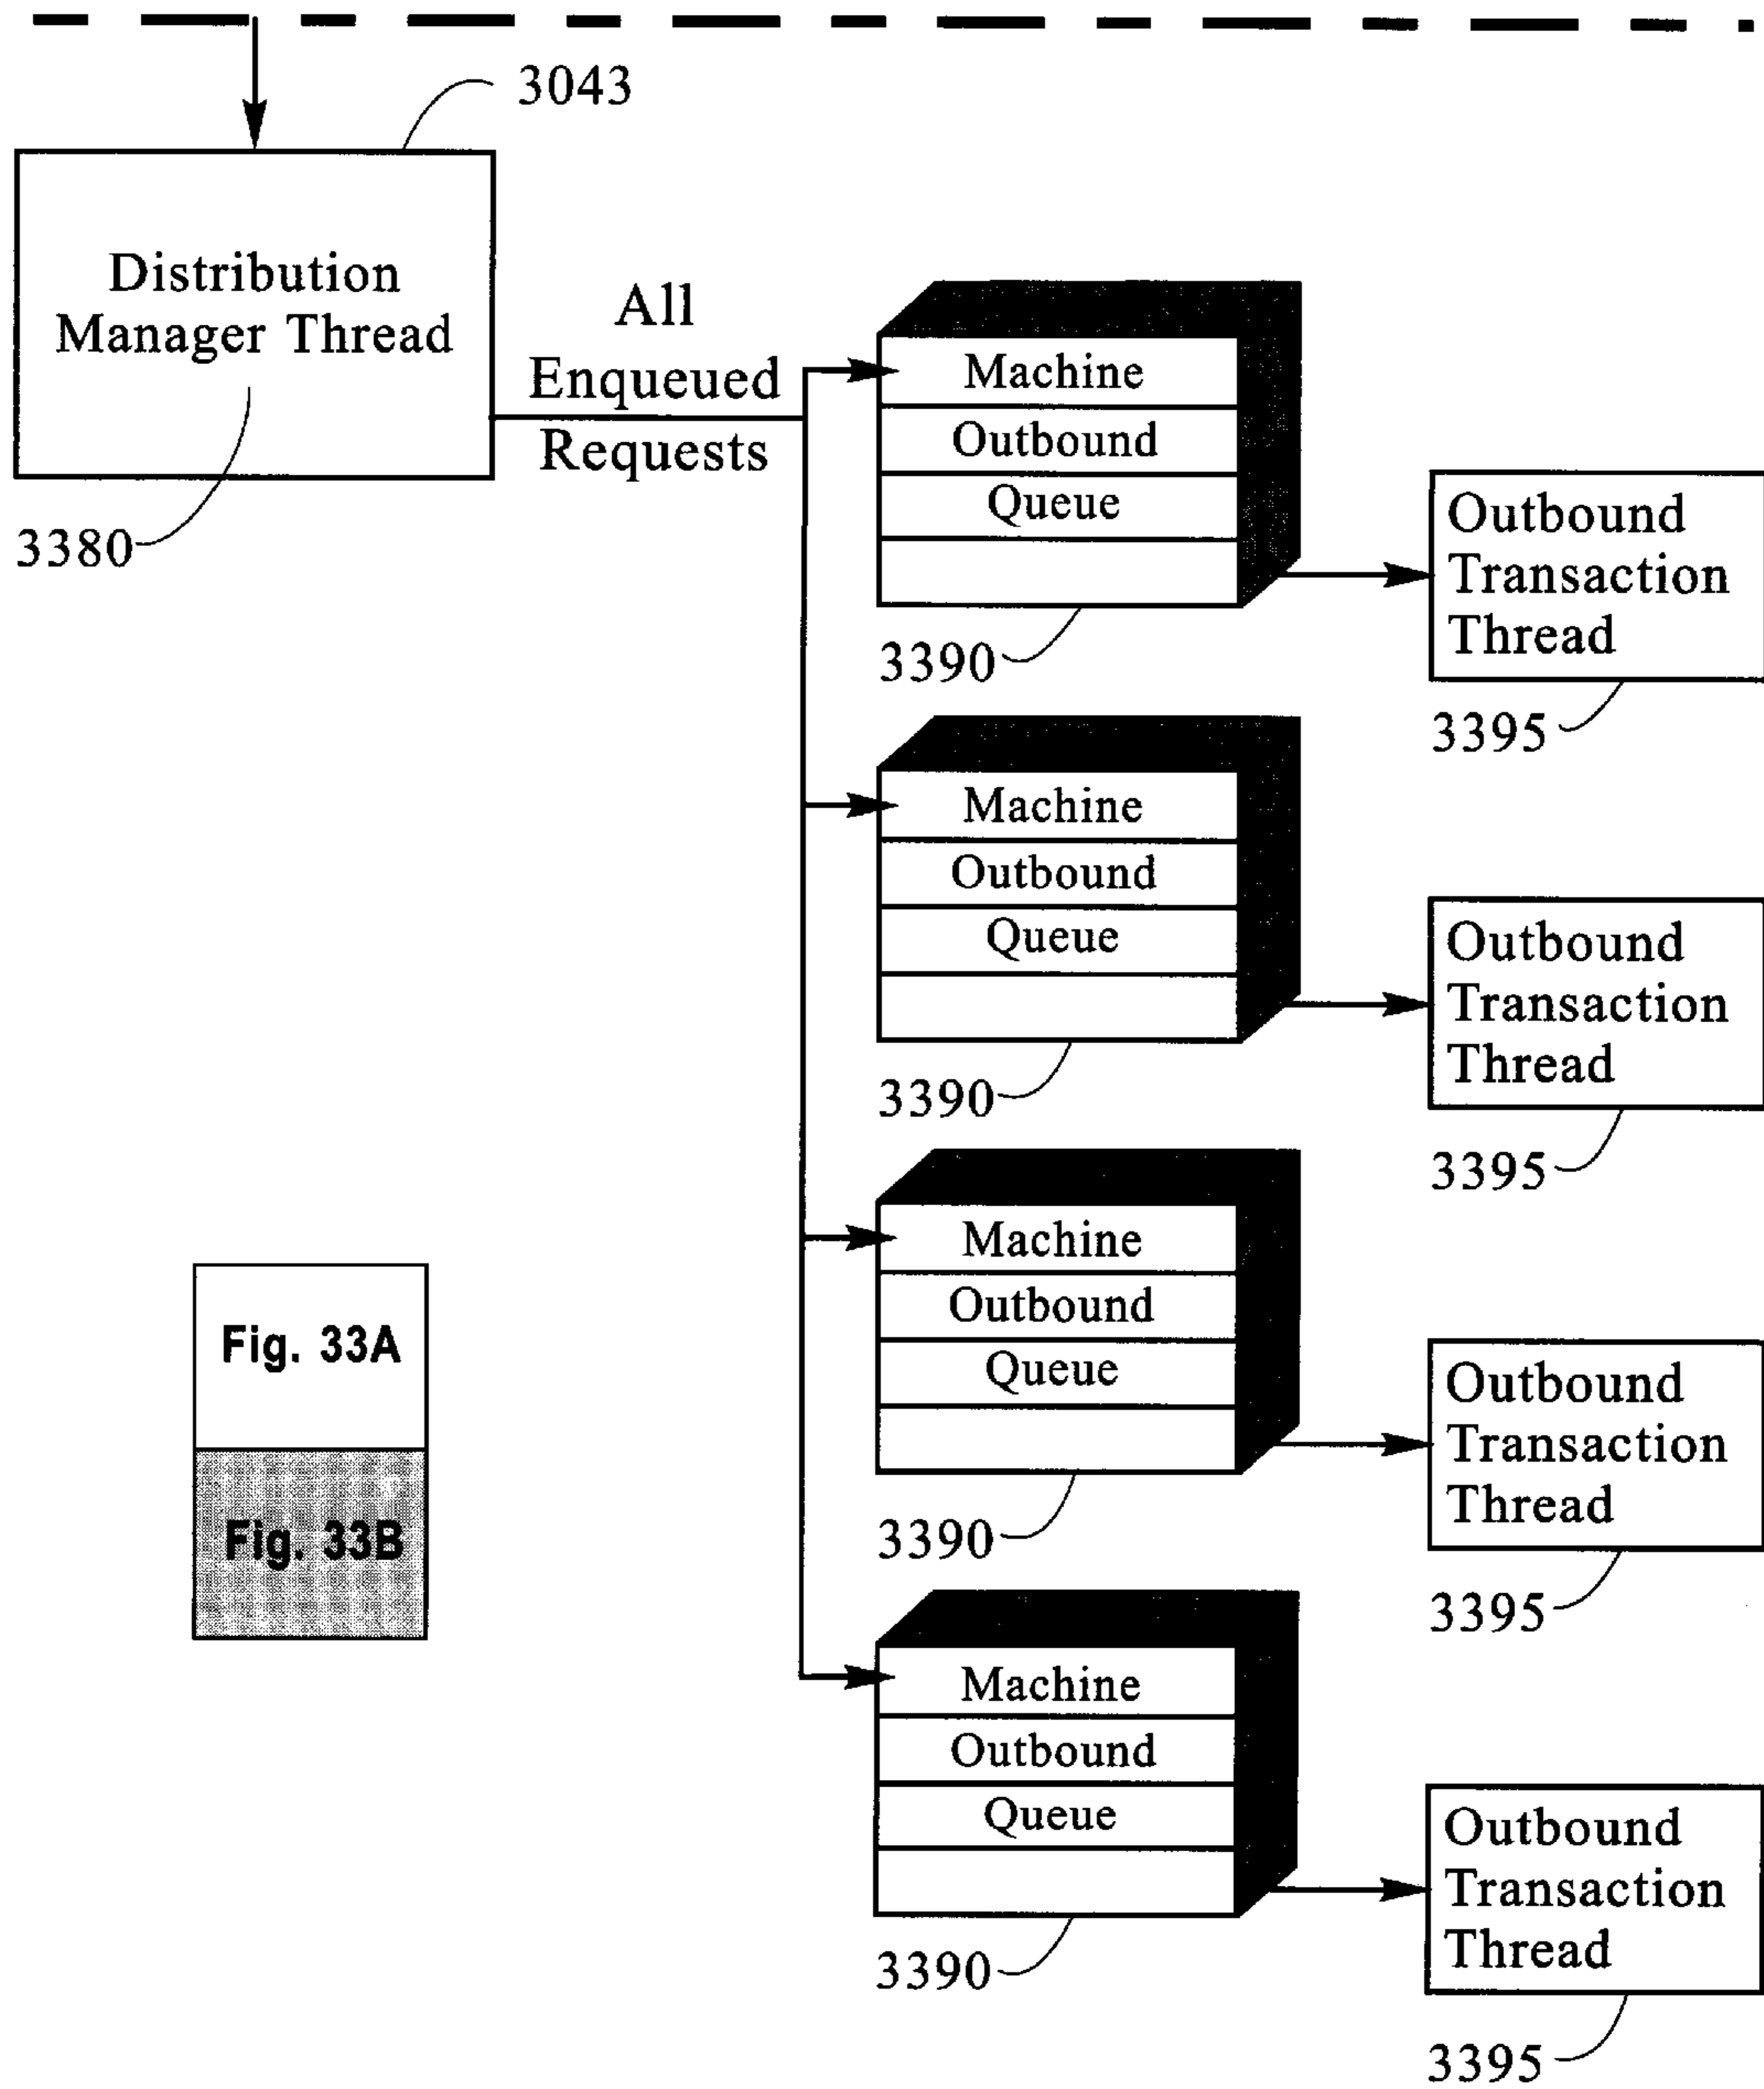 3043
Distribution
Manager Thread
3380
All
Enqueued
Requests
Machine
Outbound
Queue
3390
Outbound
Transaction
Thread
3395
Machine
Outbound
Queue
3390
Outbound
Transaction
Thread
3395
Machine
Outbound
Queue
3390
Outbound
Transaction
Thread
3395
Machine
Outbound
Queue
3390
Outbound
Transaction
Thread
3395
Fig. 33A
Fig. 33B